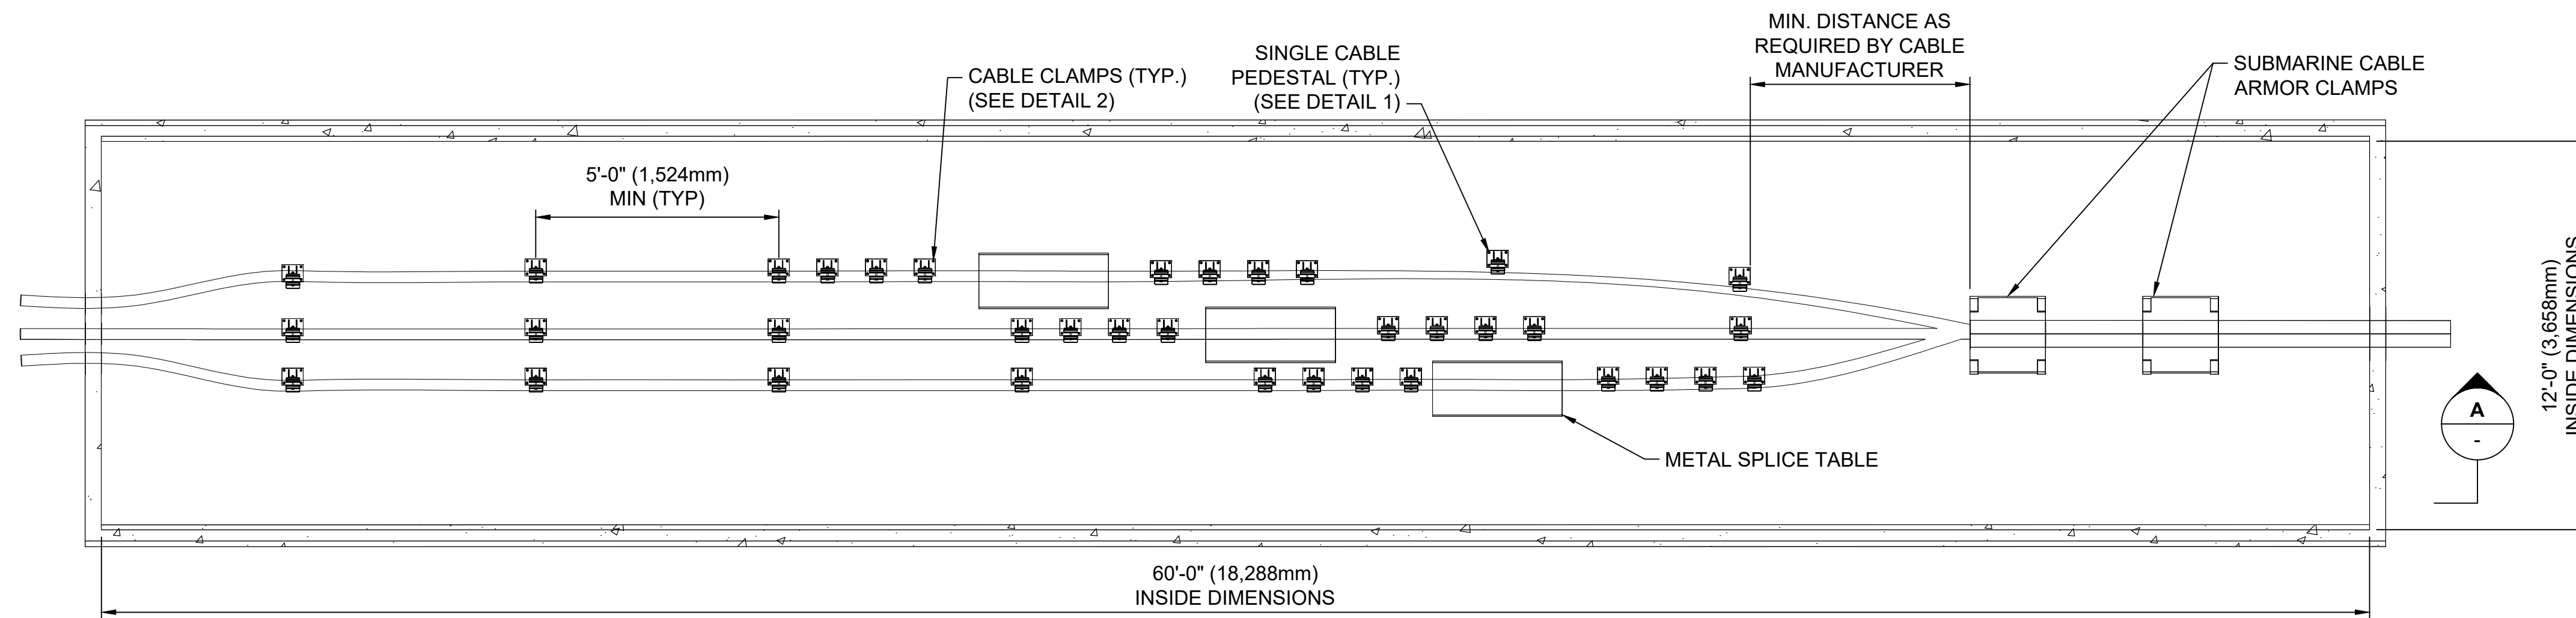 MIN. DISTANCE AS
REQUIRED BY CABLE
MANUFACTURER
SINGLE CABLE
PEDESTAL (TYP.)
(SEE DETAIL 1)
CABLE CLAMPS (TYP.)
(SEE DETAIL 2)
SUBMARINE CABLE
ARMOR CLAMPS
5'-0" (1,524mm)
MIN (TYP)
METAL SPLICE TABLE
A
-
12'-0" (3,658mm)
INSIDE DIMENSIONS
60'-0" (18,288mm)
INSIDE DIMENSIONS